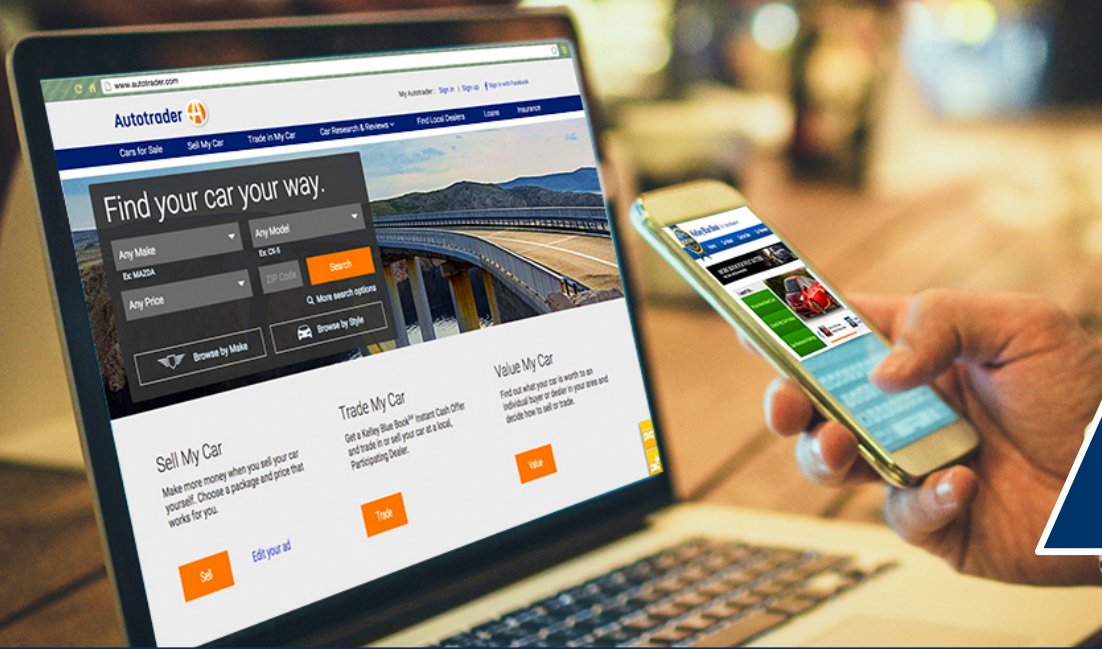 www.autotrader.com
My Autotrader: Sign in | Sign up f Sign in with Facebook
Autotrader
Cars for Sale Sell My Car Trade in My Car Car Research & Reviews Find Local Dealers Loans Insurance
Find your car your way.
Any Make Any Model
Ex: MAZDA Ex: CX-5
Any Price ZIP Code Search
More search options
Browse by Make Browse by Style
Sell My Car
Make more money when you sell your car
yourself. Choose a package and price that
works for you.
Sell Edit your ad
Trade My Car
Get a Kelley Blue Book℠ Instant Cash Offer
and trade in or sell your car at a local,
Participating Dealer.
Trade
Value My Car
Find out what your car is worth to an
individual buyer or dealer in your area and
decide how to sell or trade.
Value
Kelley Blue Book